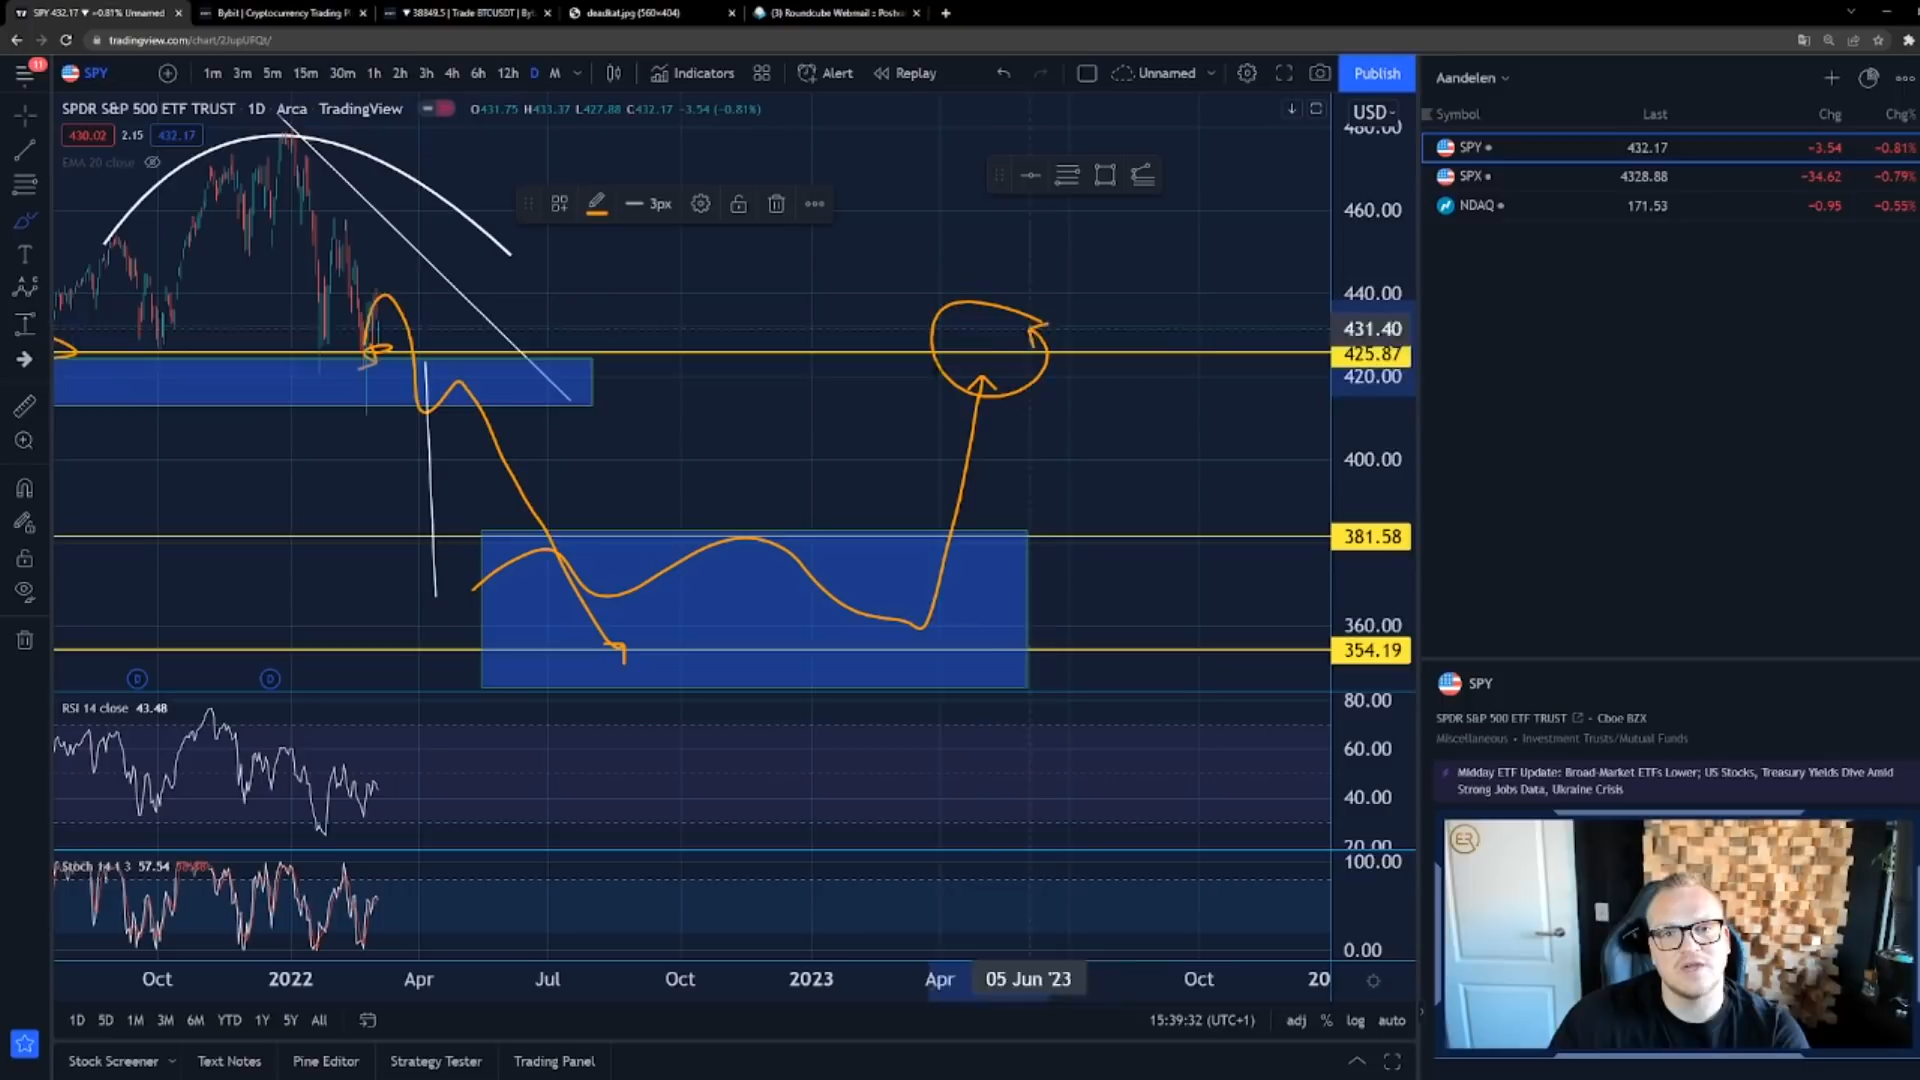 SPY 432.17 ▼ −0.81% Unnamed
Bybit | Cryptocurrency Trading P
▼ 38849.5 | Trade BTCUSDT | Byb
deadkat.jpg (560×404)
(3) Roundcube Webmail ::
tradingview.com/chart/2JupUFQt/
11
SPY
1m 3m 5m 15m 30m 1h 2h 3h 4h 6h 12h D M
Indicators
Alert
Replay
Unnamed
Publish
SPDR S&P 500 ETF TRUST 1D Arca TradingView
O431.75 H433.37 L427.88 C432.17 −3.54 (−0.81%)
430.02 2.15 432.17
EMA 20 close
3px
USD
480.00
460.00
440.00
431.40
425.87
420.00
400.00
381.58
360.00
354.19
D
D
RSI 14 close 43.48
80.00
60.00
40.00
20.00
Stoch 14 1 3 57.54
100.00
0.00
Oct 2022 Apr Jul Oct 2023 Apr 05 Jun '23 Oct 20
1D 5D 1M 3M 6M YTD 1Y 5Y All
15:39:32 (UTC+1) adj % log auto
Stock Screener Text Notes Pine Editor Strategy Tester Trading Panel
Aandelen
Symbol Last Chg Chg%
SPY 432.17 −3.54 −0.81%
SPX 4328.88 −34.62 −0.79%
NDAQ 171.53 −0.95 −0.55%
SPY
SPDR S&P 500 ETF TRUST - Cboe BZX
Miscellaneous • Investment Trusts/Mutual Funds
Midday ETF Update: Broad-Market ETFs Lower; US Stocks, Treasury Yields Dive Amid
Strong Jobs Data, Ukraine Crisis
ER